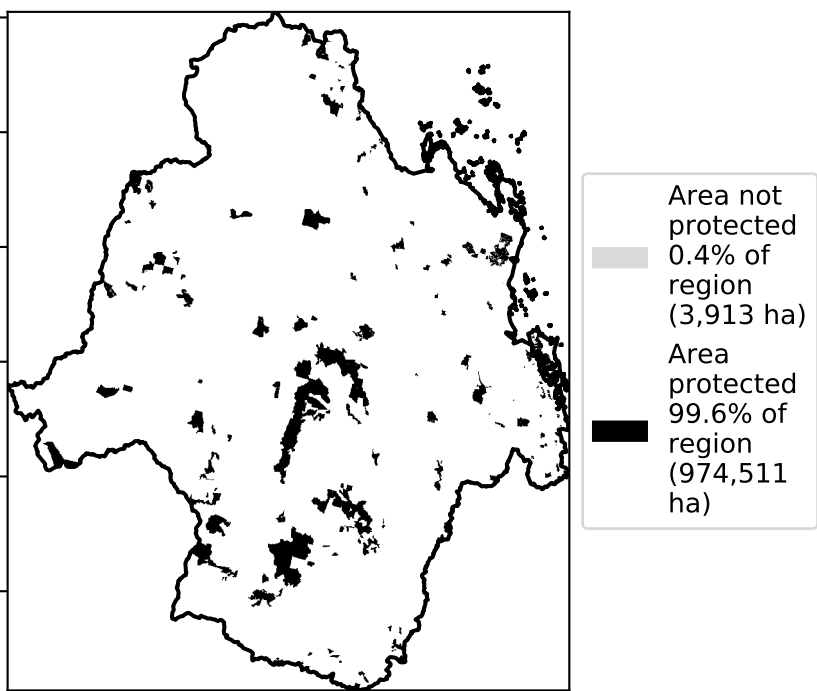 Area not
protected
0.4% of
region
(3,913 ha)
Area
protected
99.6% of
region
(974,511
ha)